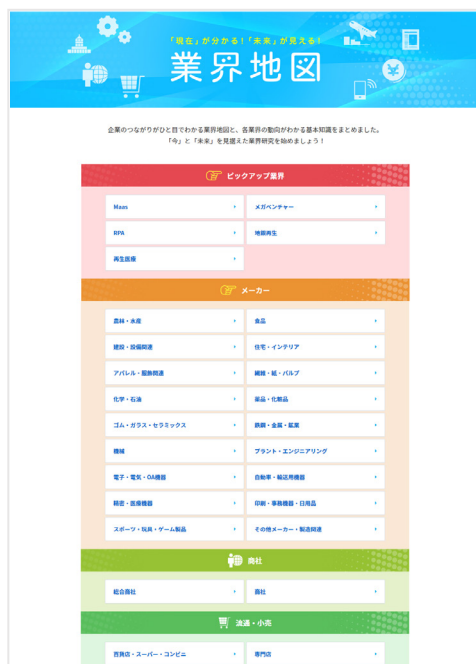 「現在」が分かる！「未来」が見える！
業界地図
企業のつながりがひと目でわかる業界地図と、各業界の動向がわかる基本知識をまとめました。
「今」と「未来」を見据えた業界研究を始めましょう！
ピックアップ業界
Maas
メガベンチャー
RPA
地銀再生
再生医療
メーカー
農林・水産
食品
建設・設備関連
住宅・インテリア
アパレル・服飾関連
繊維・紙・パルプ
化学・石油
薬品・化粧品
ゴム・ガラス・セラミックス
鉄鋼・金属・鉱業
機械
プラント・エンジニアリング
電子・電気・OA機器
自動車・輸送用機器
精密・医療機器
印刷・事務機器・日用品
スポーツ・玩具・ゲーム製品
その他メーカー・製造関連
商社
総合商社
商社
流通・小売
百貨店・スーパー・コンビニ
専門店